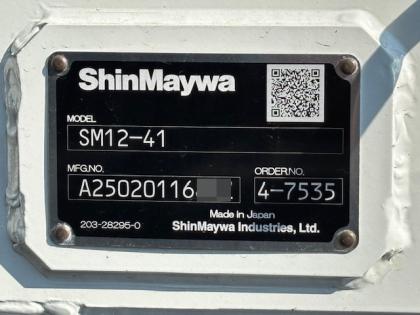 ShinMaywa
MODEL
SM12-41
MFG.NO.
ORDER NO.
4-7535
Made in Japan
203-28295-0
ShinMaywa Industries, Ltd.